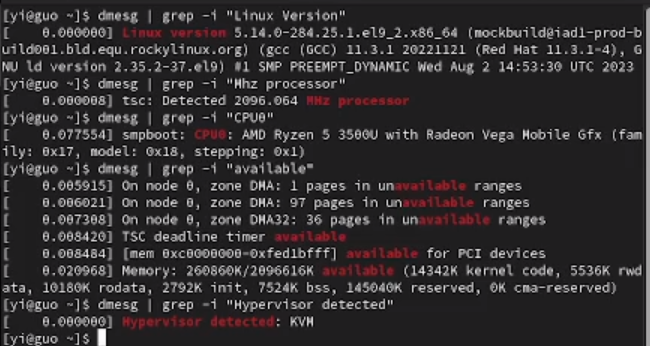 [yi@guo ~]$ dmesg | grep -i "Linux Version"
[    0.000000] Linux version 5.14.0-284.25.1.el9_2.x86_64 (mockbuild@iad1-prod-b
uild001.bld.equ.rockylinux.org) (gcc (GCC) 11.3.1 20221121 (Red Hat 11.3.1-4), G
NU ld version 2.35.2-37.el9) #1 SMP PREEMPT_DYNAMIC Wed Aug 2 14:53:30 UTC 2023
[yi@guo ~]$ dmesg | grep -i "Mhz processor"
[    0.000008] tsc: Detected 2096.064 MHz processor
[yi@guo ~]$ dmesg | grep -i "CPU0"
[    0.077554] smpboot: CPU0: AMD Ryzen 5 3500U with Radeon Vega Mobile Gfx (fam
ily: 0x17, model: 0x18, stepping: 0x1)
[yi@guo ~]$ dmesg | grep -i "available"
[    0.005915] On node 0, zone DMA: 1 pages in unavailable ranges
[    0.006021] On node 0, zone DMA: 97 pages in unavailable ranges
[    0.007308] On node 0, zone DMA32: 36 pages in unavailable ranges
[    0.008420] TSC deadline timer available
[    0.008484] [mem 0xc0000000-0xfed1bfff] available for PCI devices
[    0.020968] Memory: 260860K/2096616K available (14342K kernel code, 5536K rwd
ata, 10180K rodata, 2792K init, 7524K bss, 145040K reserved, 0K cma-reserved)
[yi@guo ~]$ dmesg | grep -i "Hypervisor detected"
[    0.000000] Hypervisor detected: KVM
[yi@guo ~]$